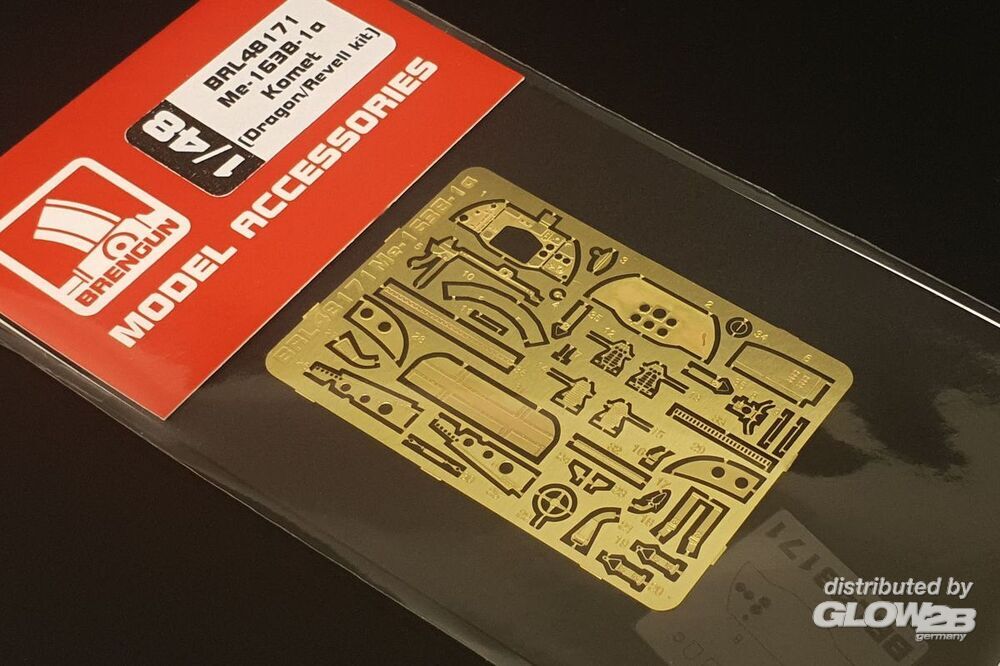 BRL48171
Me-163B-1a
Komet
(Dragon/Revell kit)
1/48
BRENGUN
MODEL ACCESSORIES
BRL48171 Me-163B-1a
distributed by
GLOW2B
germany